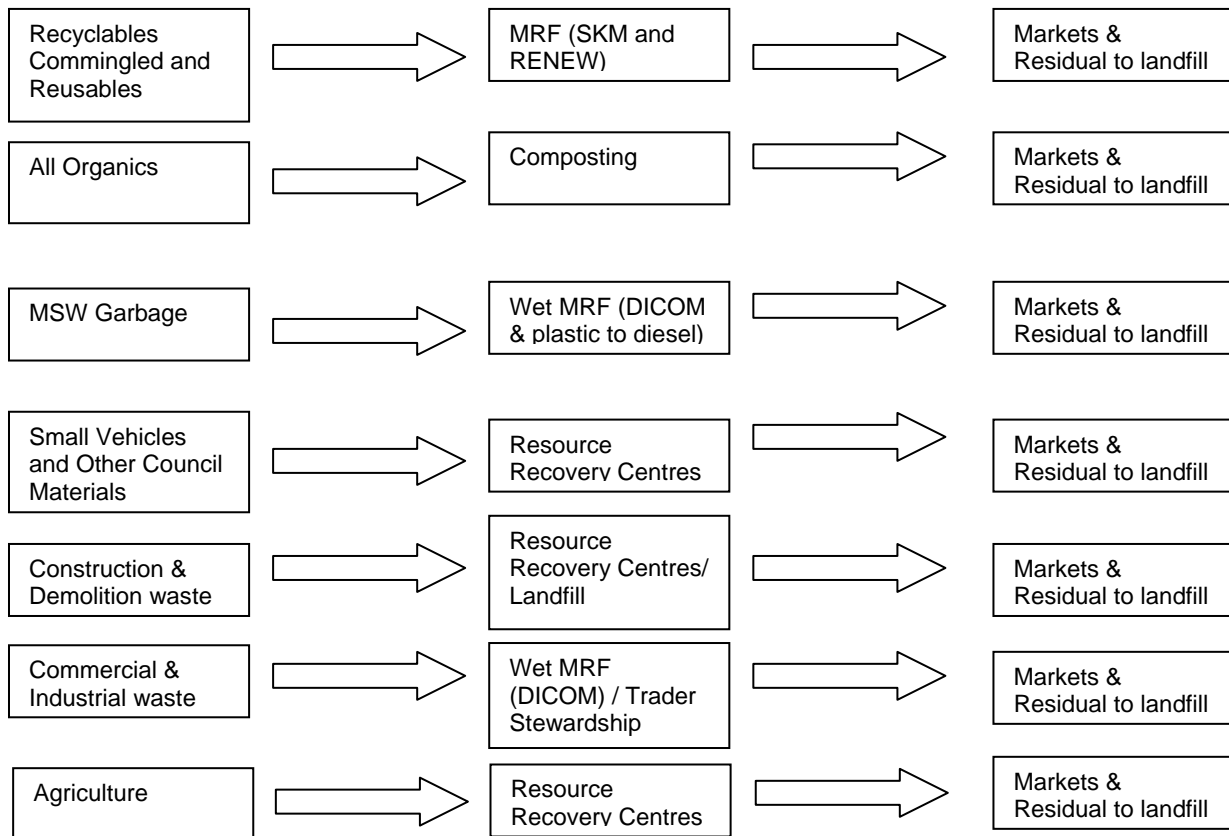 Recyclables
Commingled and
Reusables
MRF (SKM and
RENEW)
Markets &
Residual to landfill
All Organics
Composting
Markets &
Residual to landfill
MSW Garbage
Wet MRF (DICOM
& plastic to diesel)
Markets &
Residual to landfill
Small Vehicles
and Other Council
Materials
Resource
Recovery Centres
Markets &
Residual to landfill
Construction &
Demolition waste
Resource
Recovery Centres/
Landfill
Markets &
Residual to landfill
Commercial &
Industrial waste
Wet MRF
(DICOM) / Trader
Stewardship
Markets &
Residual to landfill
Agriculture
Resource
Recovery Centres
Markets &
Residual to landfill